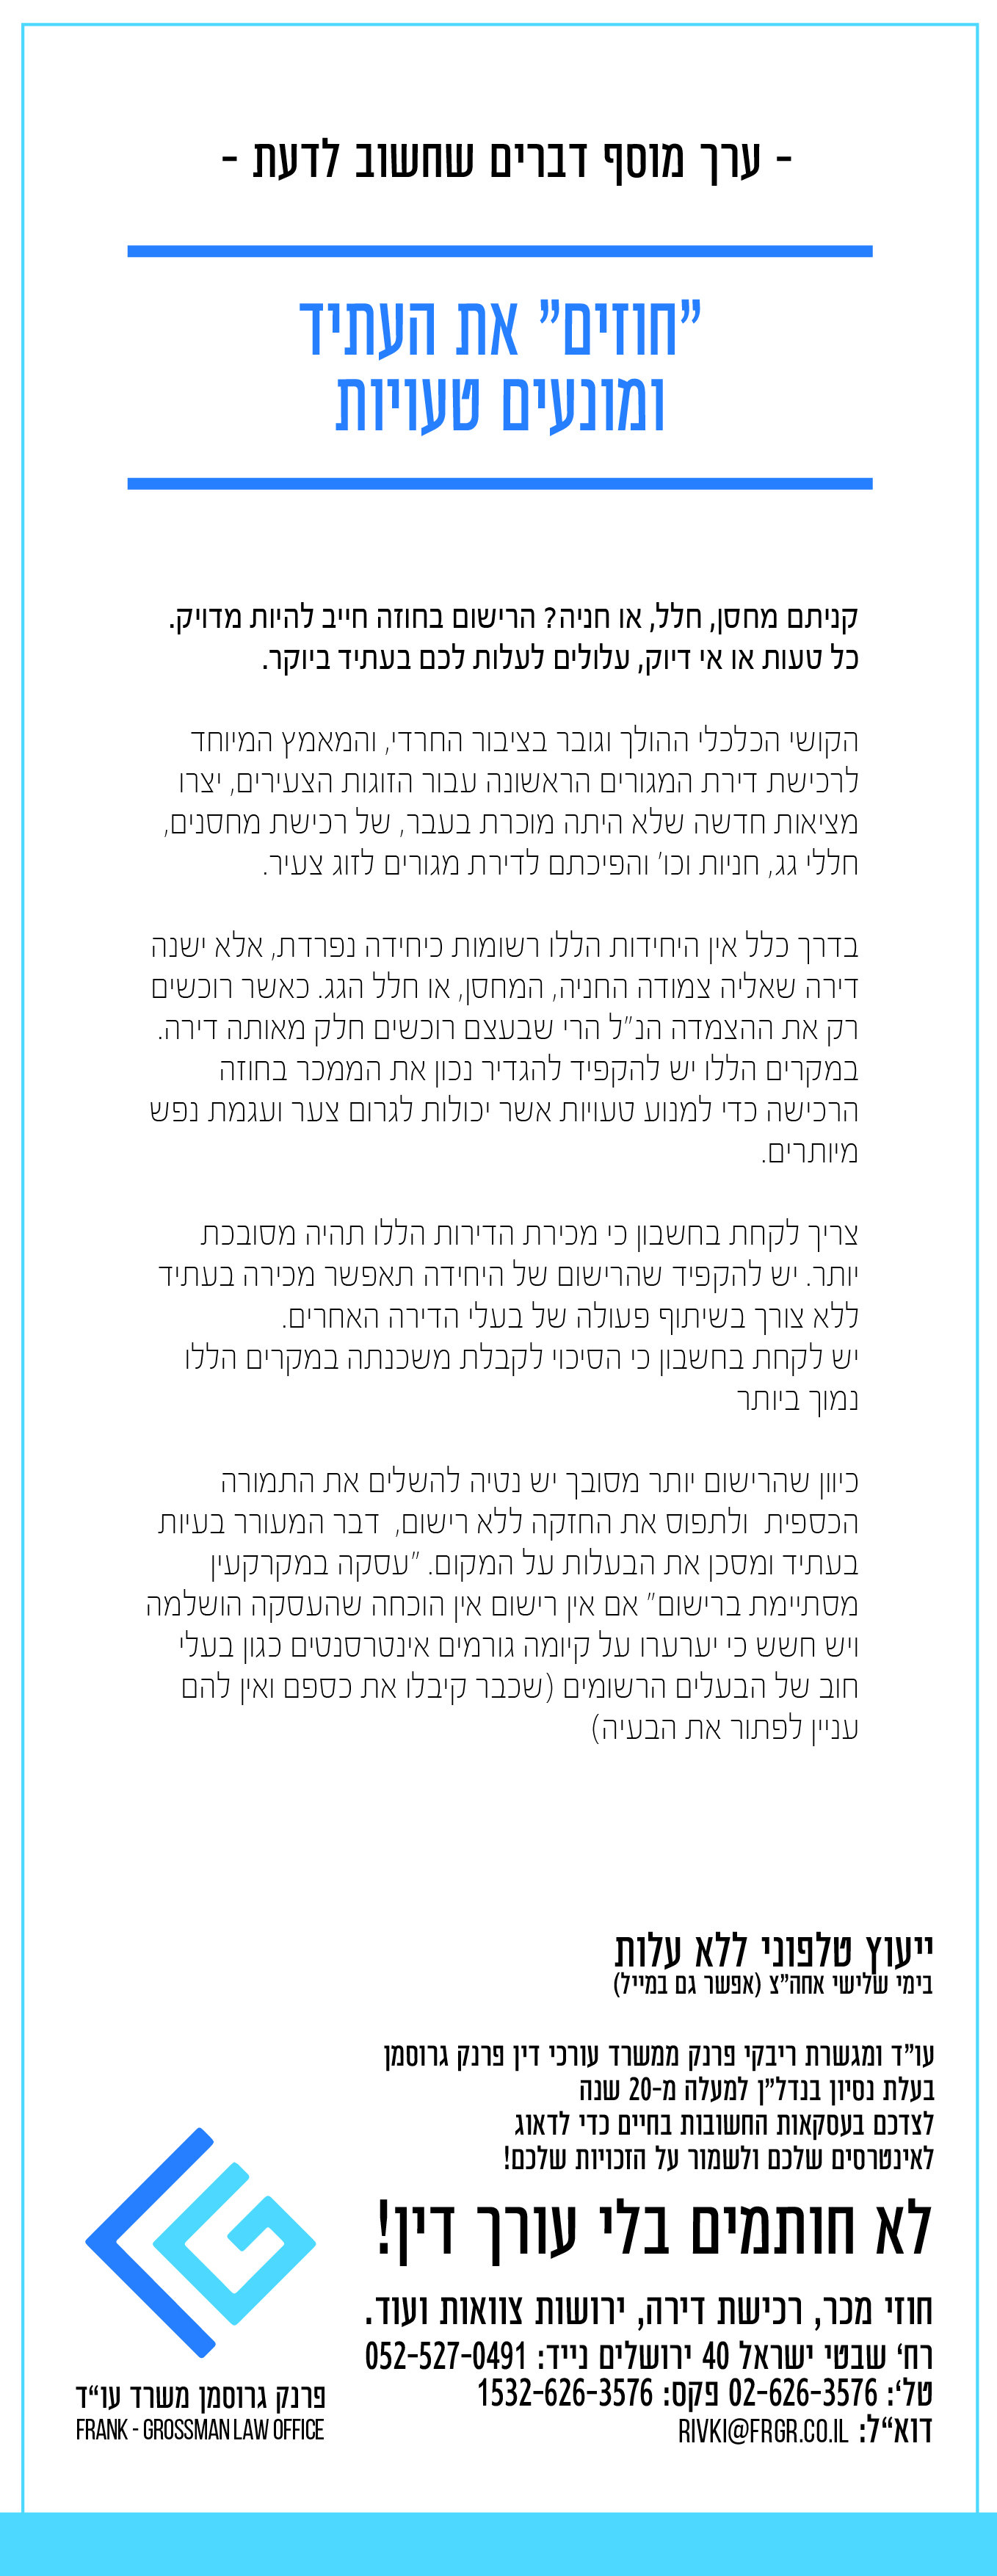 - ערך מוסף דברים שחשוב לדעת -
"חוזים" את העתיד
ומונעים טעויות
קניתם מחסן, חלל, או חניה? הרישום בחוזה חייב להיות מדויק.
כל טעות או אי דיוק, עלולים לעלות לכם בעתיד ביוקר.
הקושי הכלכלי ההולך וגובר בציבור החרדי, והמאמץ המיוחד
לרכישת דירת המגורים הראשונה עבור הזוגות הצעירים, יצרו
מציאות חדשה שלא היתה מוכרת בעבר, של רכישת מחסנים,
חללי גג, חניות וכו' והפיכתם לדירת מגורים לזוג צעיר.
בדרך כלל אין היחידות הללו רשומות כיחידה נפרדת, אלא ישנה
דירה שאליה צמודה החניה, המחסן, או חלל הגג. כאשר רוכשים
רק את ההצמדה הנ"ל הרי שבעצם רוכשים חלק מאותה דירה.
במקרים הללו יש להקפיד להגדיר נכון את הממכר בחוזה
הרכישה כדי למנוע טעויות אשר יכולות לגרום צער ועגמת נפש
מיותרים.
צריך לקחת בחשבון כי מכירת הדירות הללו תהיה מסובכת
יותר. יש להקפיד שהרישום של היחידה תאפשר מכירה בעתיד
ללא צורך בשיתוף פעולה של בעלי הדירה האחרים.
יש לקחת בחשבון כי הסיכוי לקבלת משכנתה במקרים הללו
נמוך ביותר
כיוון שהרישום יותר מסובך יש נטיה להשלים את התמורה
הכספית  ולתפוס את החזקה ללא רישום,  דבר המעורר בעיות
בעתיד ומסכן את הבעלות על המקום. "עסקה במקרקעין
מסתיימת ברישום" אם אין רישום אין הוכחה שהעסקה הושלמה
ויש חשש כי יערערו על קיומה גורמים אינטרסנטים כגון בעלי
חוב של הבעלים הרשומים (שכבר קיבלו את כספם ואין להם
עניין לפתור את הבעיה)
ייעוץ טלפוני ללא עלות
בימי שלישי אחה"צ (אפשר גם במייל)
עו"ד ומגשרת ריבקי פרנק ממשרד עורכי דין פרנק גרוסמן
בעלת נסיון בנדל"ן למעלה מ-20 שנה
לצדכם בעסקאות החשובות בחיים כדי לדאוג
לאינטרסים שלכם ולשמור על הזכויות שלכם!
לא חותמים בלי עורך דין!
חוזי מכר, רכישת דירה, ירושות צוואות ועוד.
רח' שבטי ישראל 40 ירושלים נייד: 052-527-0491
טל': 02-626-3576 פקס: 1532-626-3576
דוא"ל: RIVKI@FRGR.CO.IL
פרנק גרוסמן משרד עו"ד
FRANK - GROSSMAN LAW OFFICE